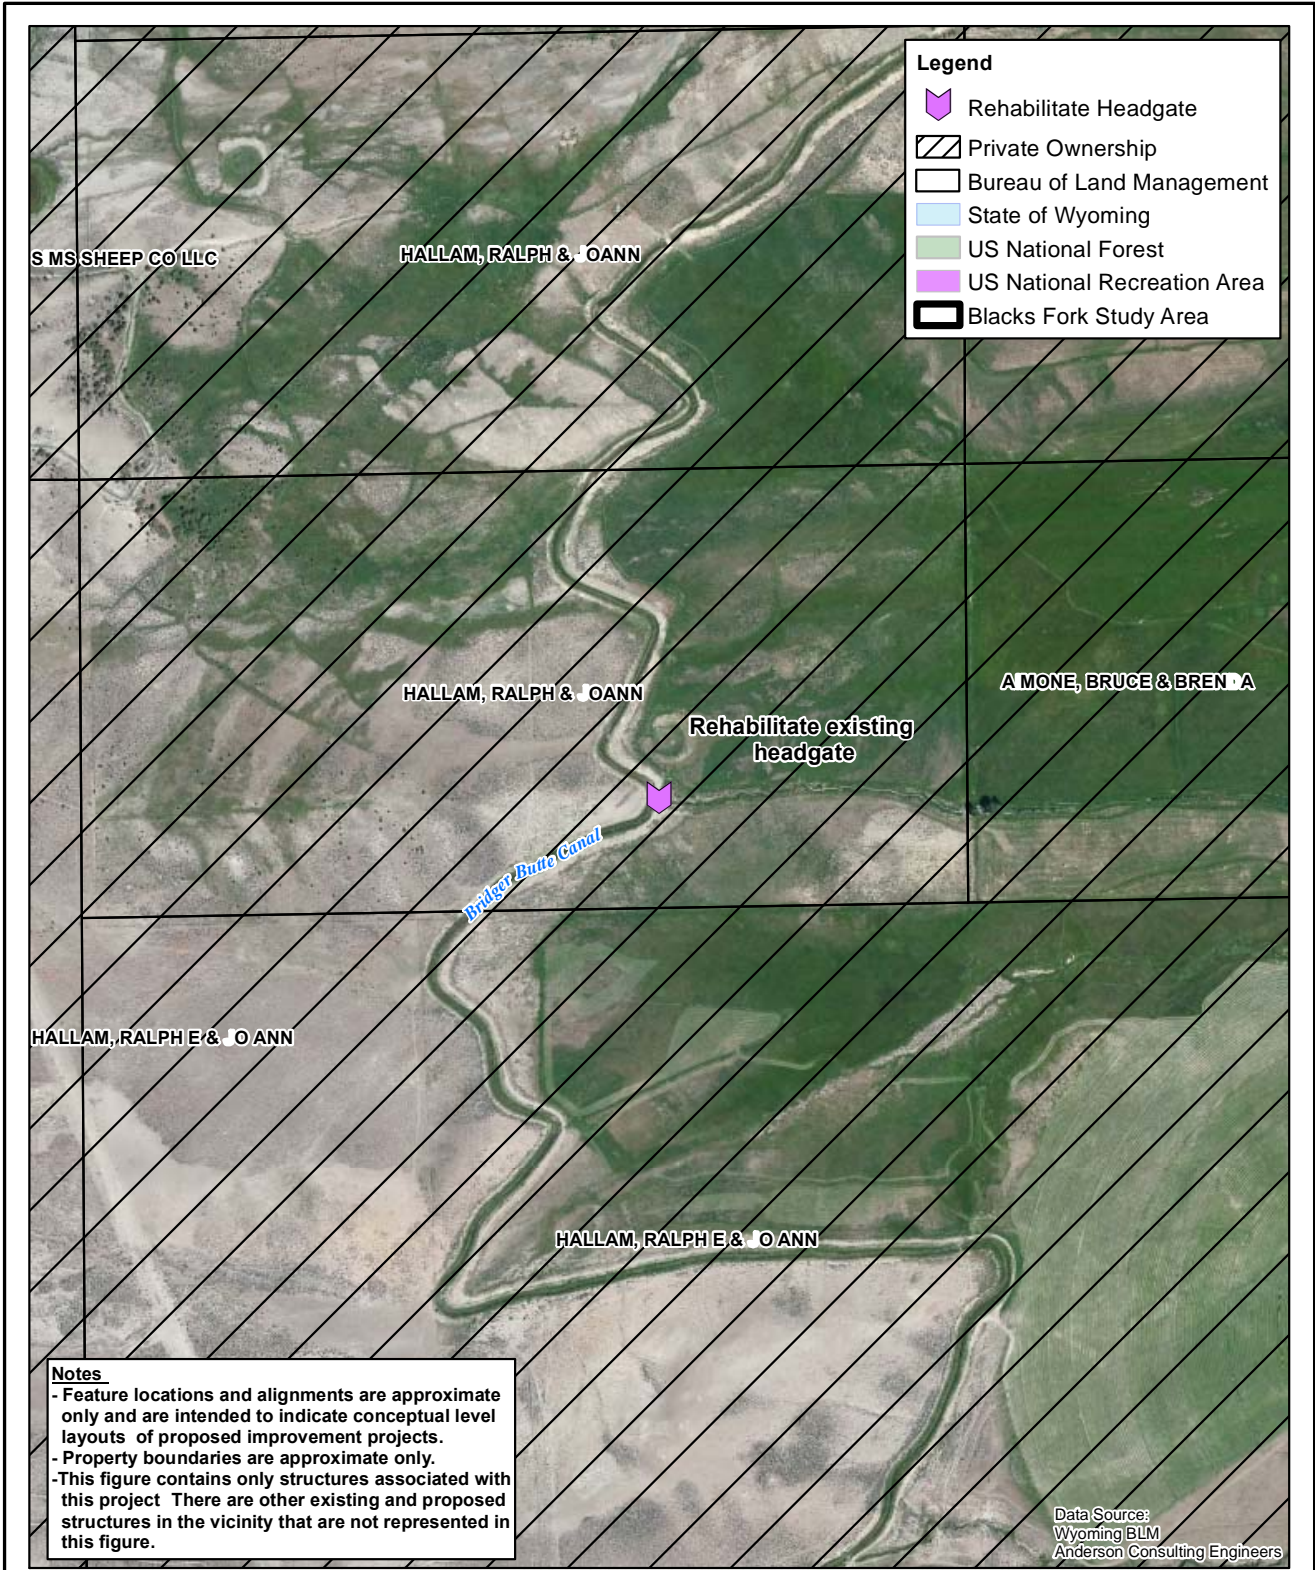 Legend
Rehabilitate Headgate
Private Ownership
Bureau of Land Management
State of Wyoming
US National Forest
US National Recreation Area
Blacks Fork Study Area
S MS SHEEP CO LLC
HALLAM, RALPH & JOANN
HALLAM, RALPH & JOANN
A MONE, BRUCE & BRENDA
Rehabilitate existing
headgate
Bridger Butte Canal
HALLAM, RALPH E & JO ANN
HALLAM, RALPH E & JO ANN
Notes
- Feature locations and alignments are approximate
only and are intended to indicate conceptual level
layouts of proposed improvement projects.
- Property boundaries are approximate only.
-This figure contains only structures associated with
this project There are other existing and proposed
structures in the vicinity that are not represented in
this figure.
Data Source:
Wyoming BLM
Anderson Consulting Engineers